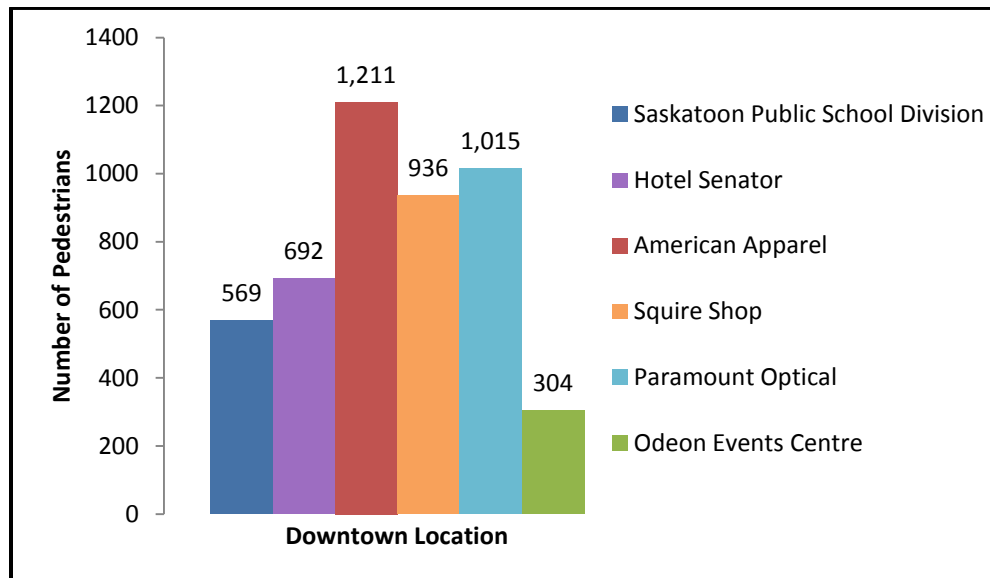 Number of Pedestrians
1400
1200
1000
800
600
400
200
0
569
692
1,211
936
1,015
304
Downtown Location
Saskatoon Public School Division
Hotel Senator
American Apparel
Squire Shop
Paramount Optical
Odeon Events Centre